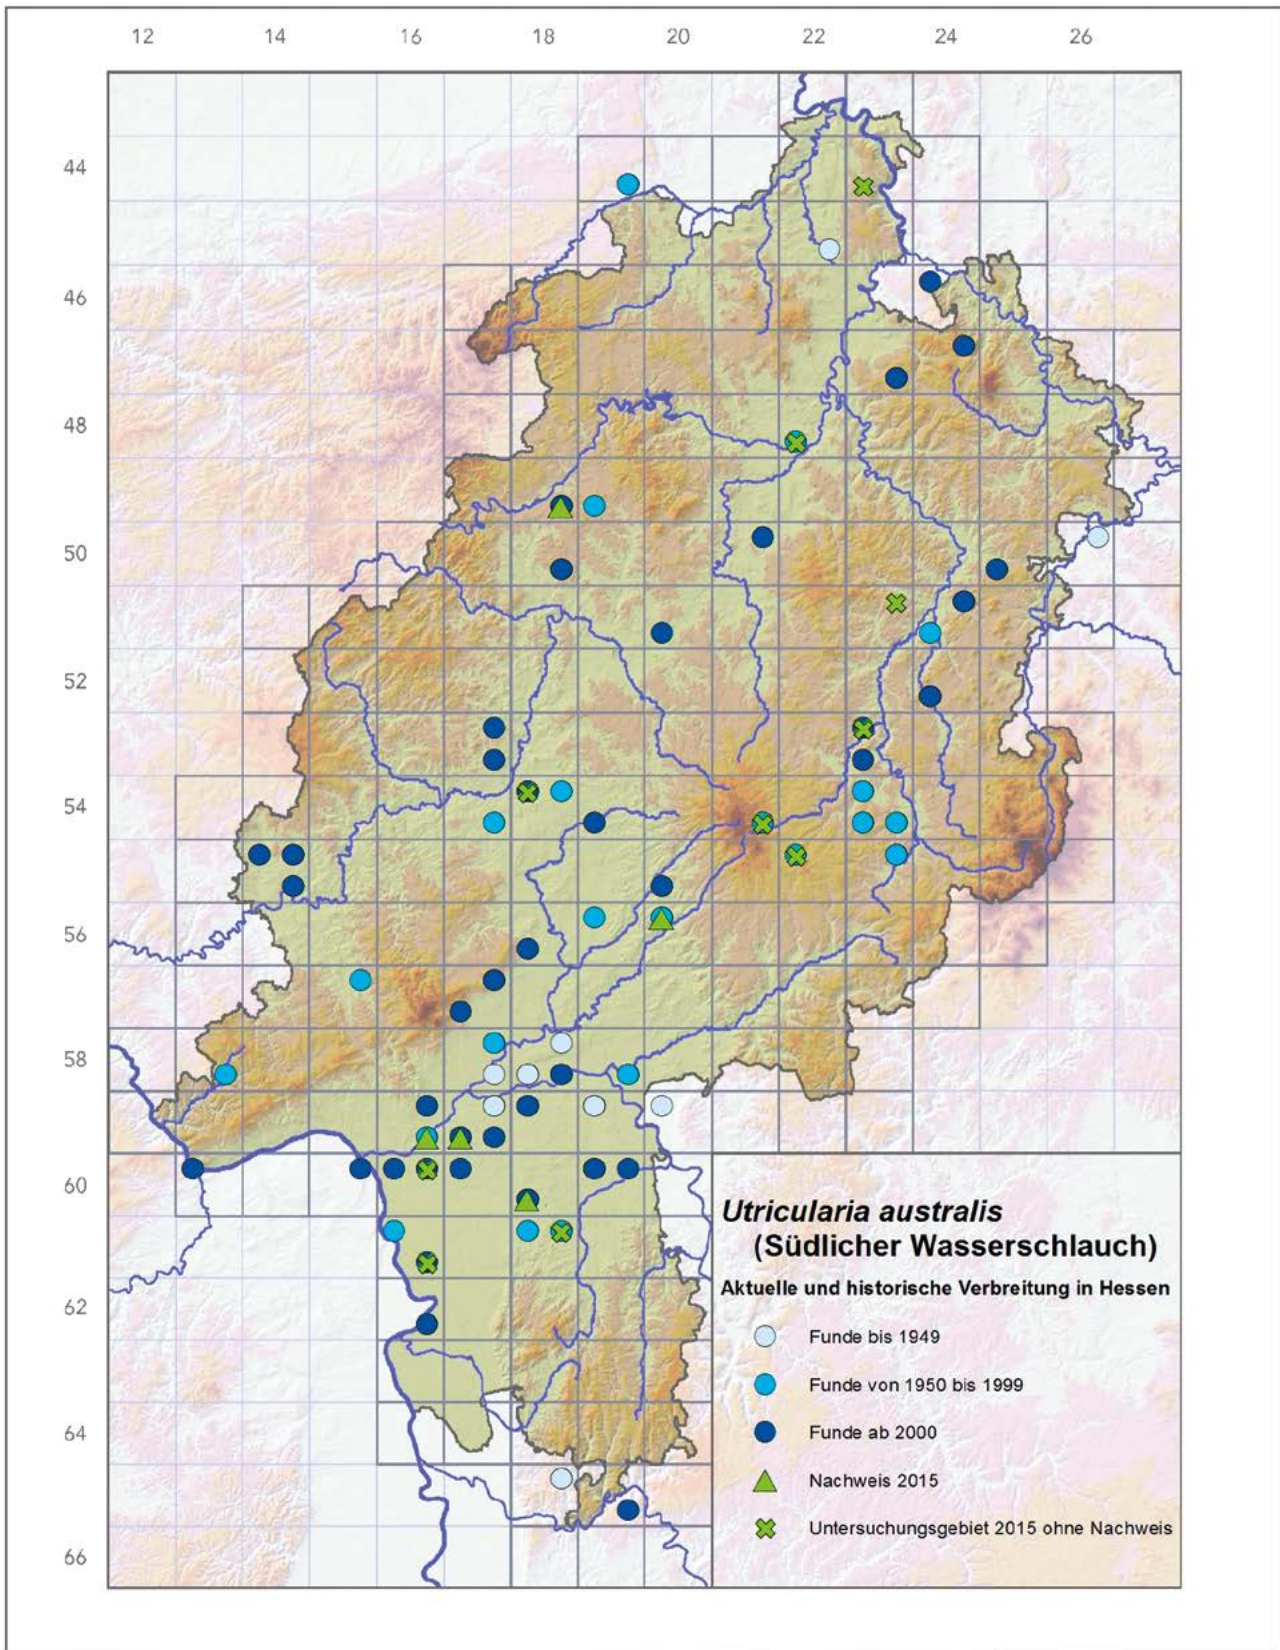 12 14 16 18 20 22 24 26
44
46
48
50
52
54
56
58
60
62
64
66
Utricularia australis
(Südlicher Wasserschlauch)
Aktuelle und historische Verbreitung in Hessen
Funde bis 1949
Funde von 1950 bis 1999
Funde ab 2000
Nachweis 2015
Untersuchungsgebiet 2015 ohne Nachweis